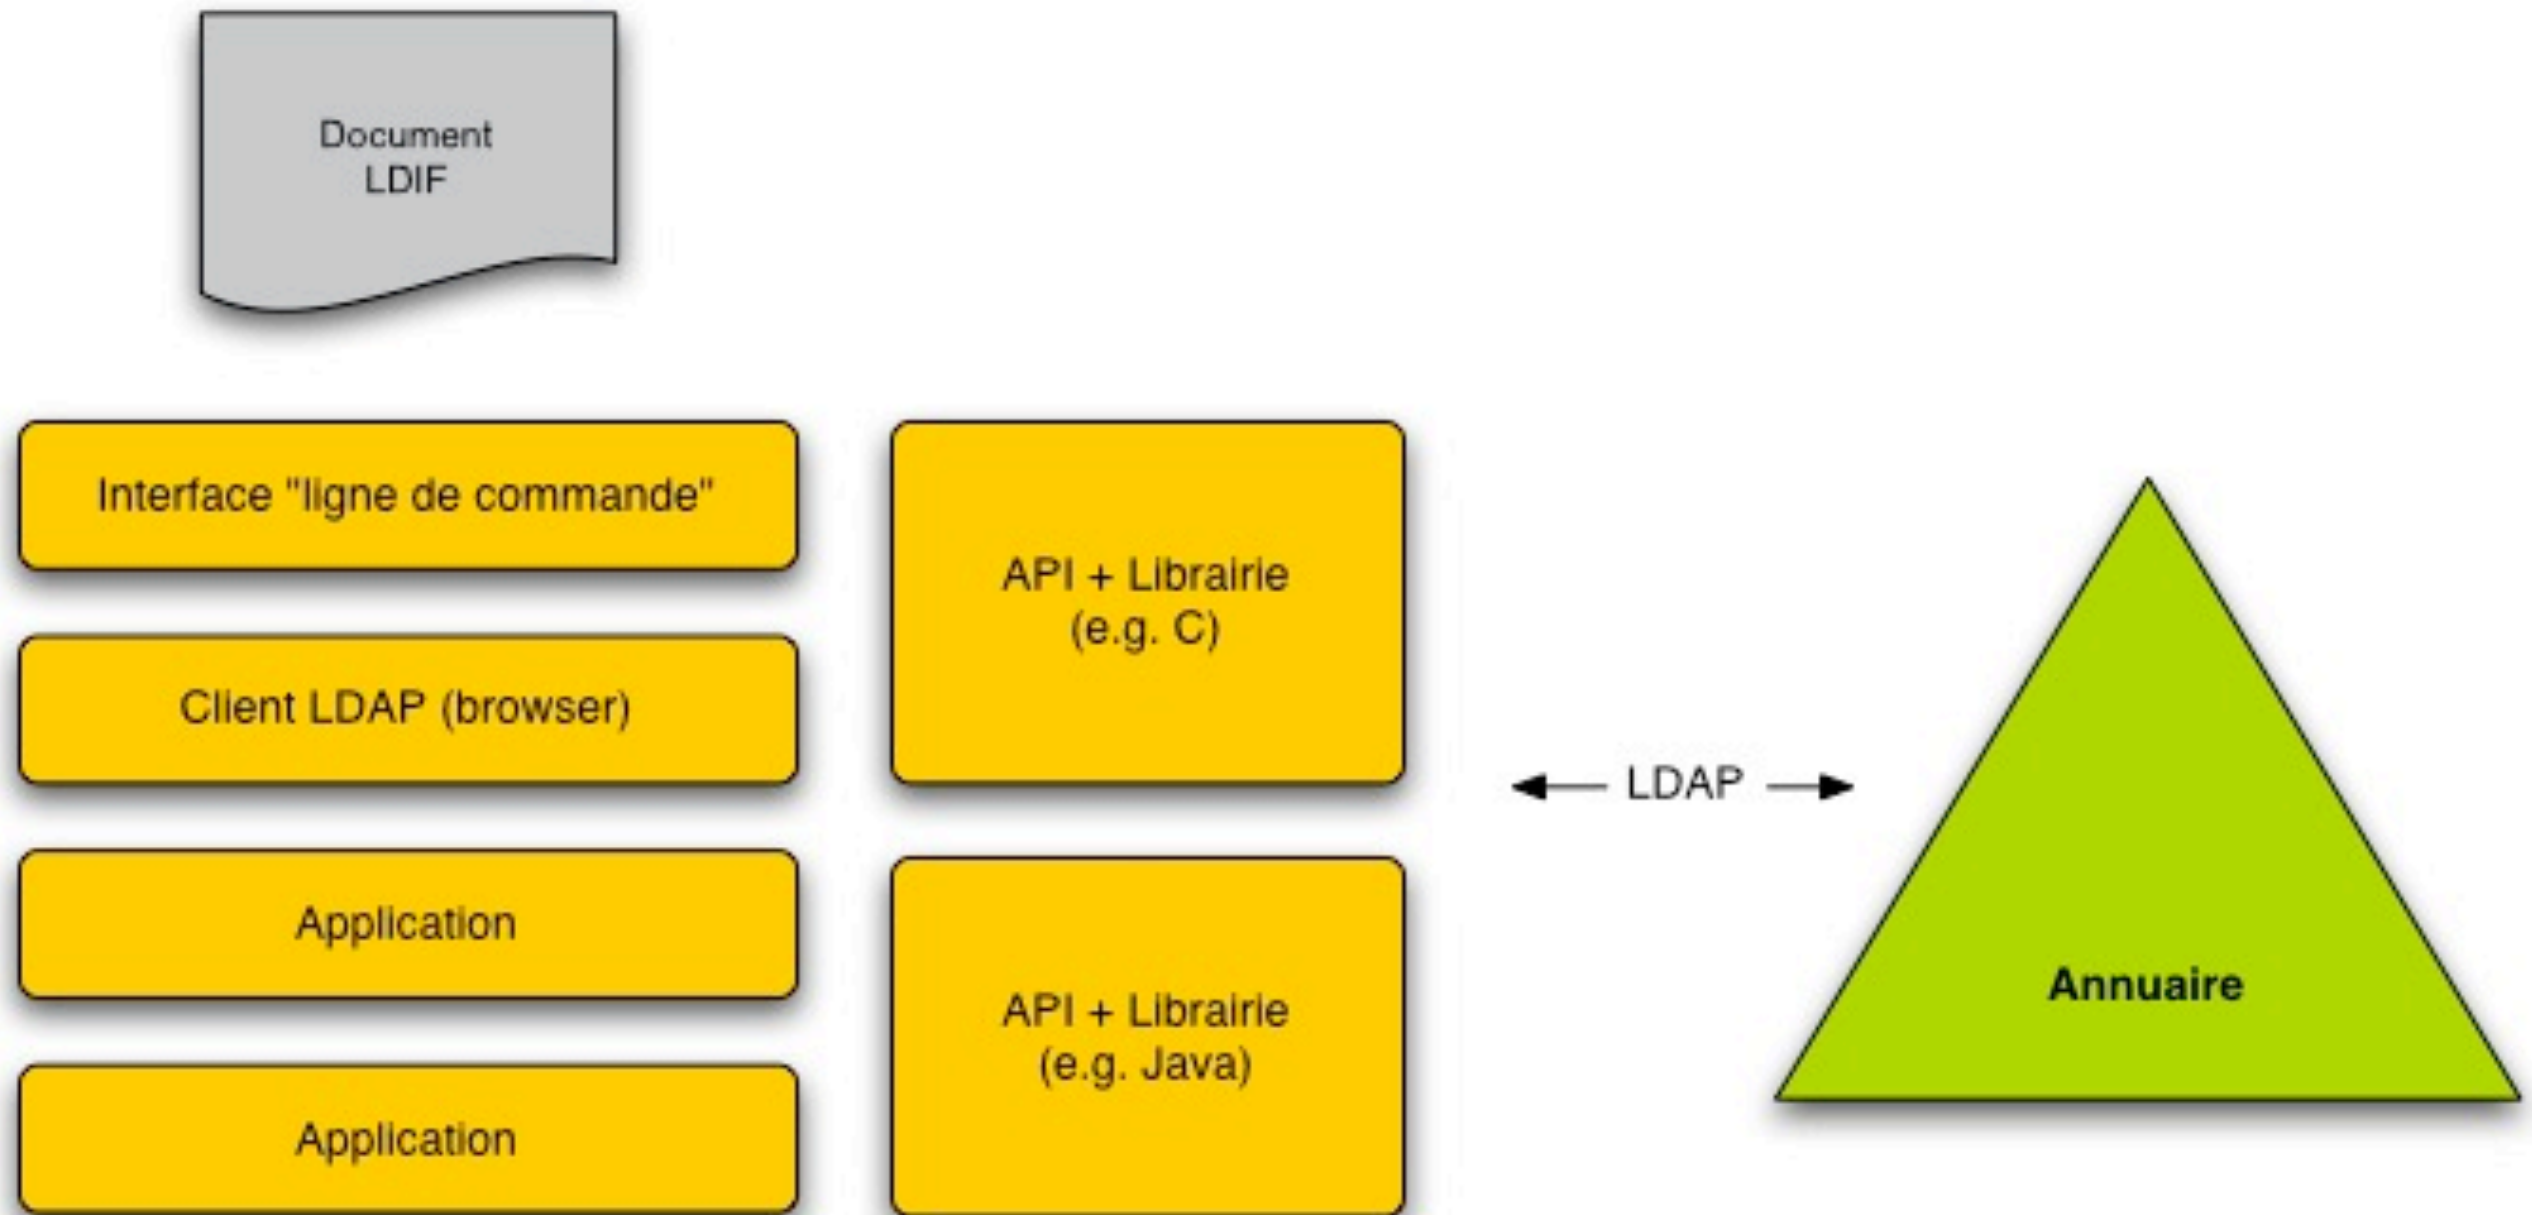 Document
LDIF
Interface "ligne de commande"
Client LDAP (browser)
Application
Application
API + Librairie
(e.g. C)
API + Librairie
(e.g. Java)
LDAP
Annuaire